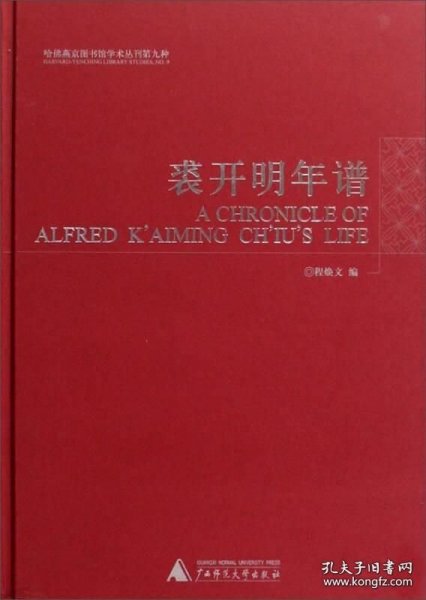 哈佛燕京图书馆学术丛刊第九种
HARVARD-YENCHING LIBRARY STUDIES, NO. 9
裘开明年谱
A CHRONICLE OF
ALFRED K'AIMING CH'IU'S LIFE
◎程焕文 编
GUANGXI NORMAL UNIVERSITY PRESS
广西师范大学出版社
孔夫子旧书网
www.kongfz.com